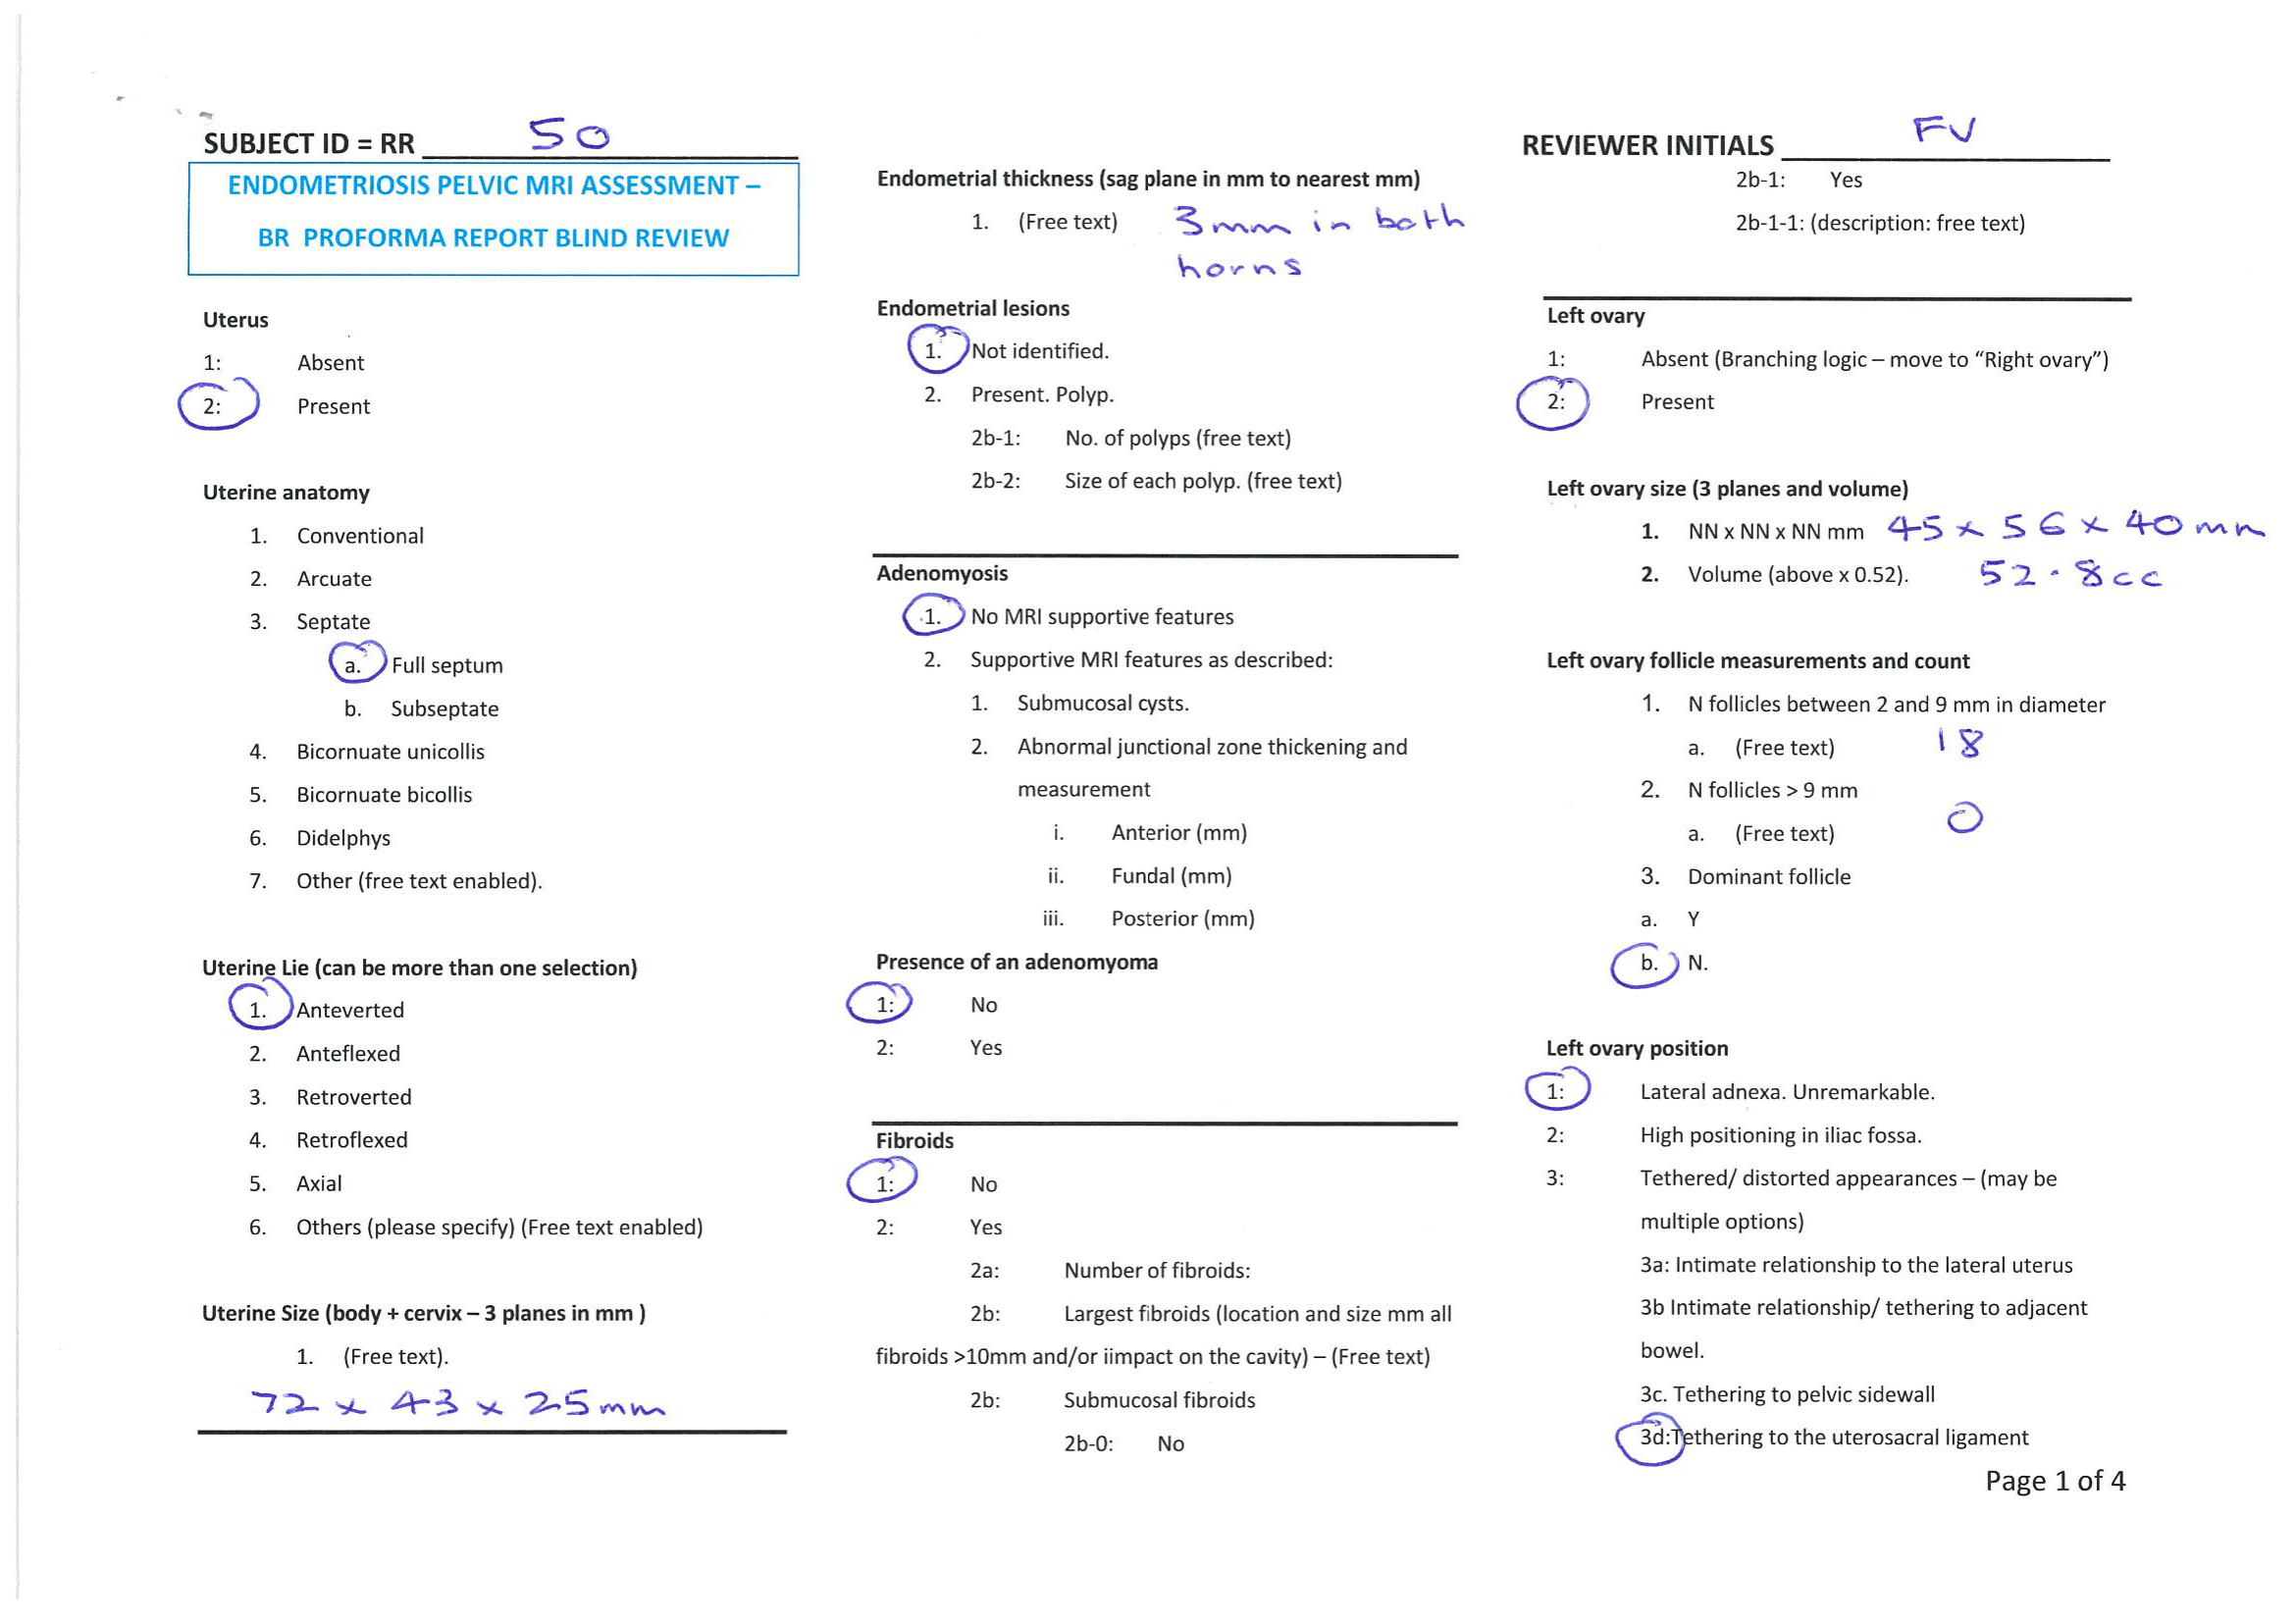 SUBJECT ID = RR 50
ENDOMETRIOSIS PELVIC MRI ASSESSMENT –
BR PROFORMA REPORT BLIND REVIEW
Uterus
1: Absent
2: Present
Uterine anatomy
1. Conventional
2. Arcuate
3. Septate
a. Full septum
b. Subseptate
4. Bicornuate unicollis
5. Bicornuate bicollis
6. Didelphys
7. Other (free text enabled).
Uterine Lie (can be more than one selection)
1. Anteverted
2. Anteflexed
3. Retroverted
4. Retroflexed
5. Axial
6. Others (please specify) (Free text enabled)
Uterine Size (body + cervix – 3 planes in mm )
1. (Free text).
72 x 43 x 25mm
Endometrial thickness (sag plane in mm to nearest mm)
1. (Free text) 3mm in both
horns
Endometrial lesions
1. Not identified.
2. Present. Polyp.
2b-1: No. of polyps (free text)
2b-2: Size of each polyp. (free text)
Adenomyosis
1. No MRI supportive features
2. Supportive MRI features as described:
1. Submucosal cysts.
2. Abnormal junctional zone thickening and
measurement
i. Anterior (mm)
ii. Fundal (mm)
iii. Posterior (mm)
Presence of an adenomyoma
1: No
2: Yes
Fibroids
1: No
2: Yes
2a: Number of fibroids:
2b: Largest fibroids (location and size mm all
fibroids >10mm and/or iimpact on the cavity) – (Free text)
2b: Submucosal fibroids
2b-0: No
REVIEWER INITIALS FV
2b-1: Yes
2b-1-1: (description: free text)
Left ovary
1: Absent (Branching logic – move to “Right ovary”)
2: Present
Left ovary size (3 planes and volume)
1. NN x NN x NN mm 45 x 56 x 40mm
2. Volume (above x 0.52). 52.8cc
Left ovary follicle measurements and count
1. N follicles between 2 and 9 mm in diameter
a. (Free text) 18
2. N follicles > 9 mm
a. (Free text) 0
3. Dominant follicle
a. Y
b. N.
Left ovary position
1: Lateral adnexa. Unremarkable.
2: High positioning in iliac fossa.
3: Tethered/ distorted appearances – (may be
multiple options)
3a: Intimate relationship to the lateral uterus
3b Intimate relationship/ tethering to adjacent
bowel.
3c. Tethering to pelvic sidewall
3d:Tethering to the uterosacral ligament
Page 1 of 4